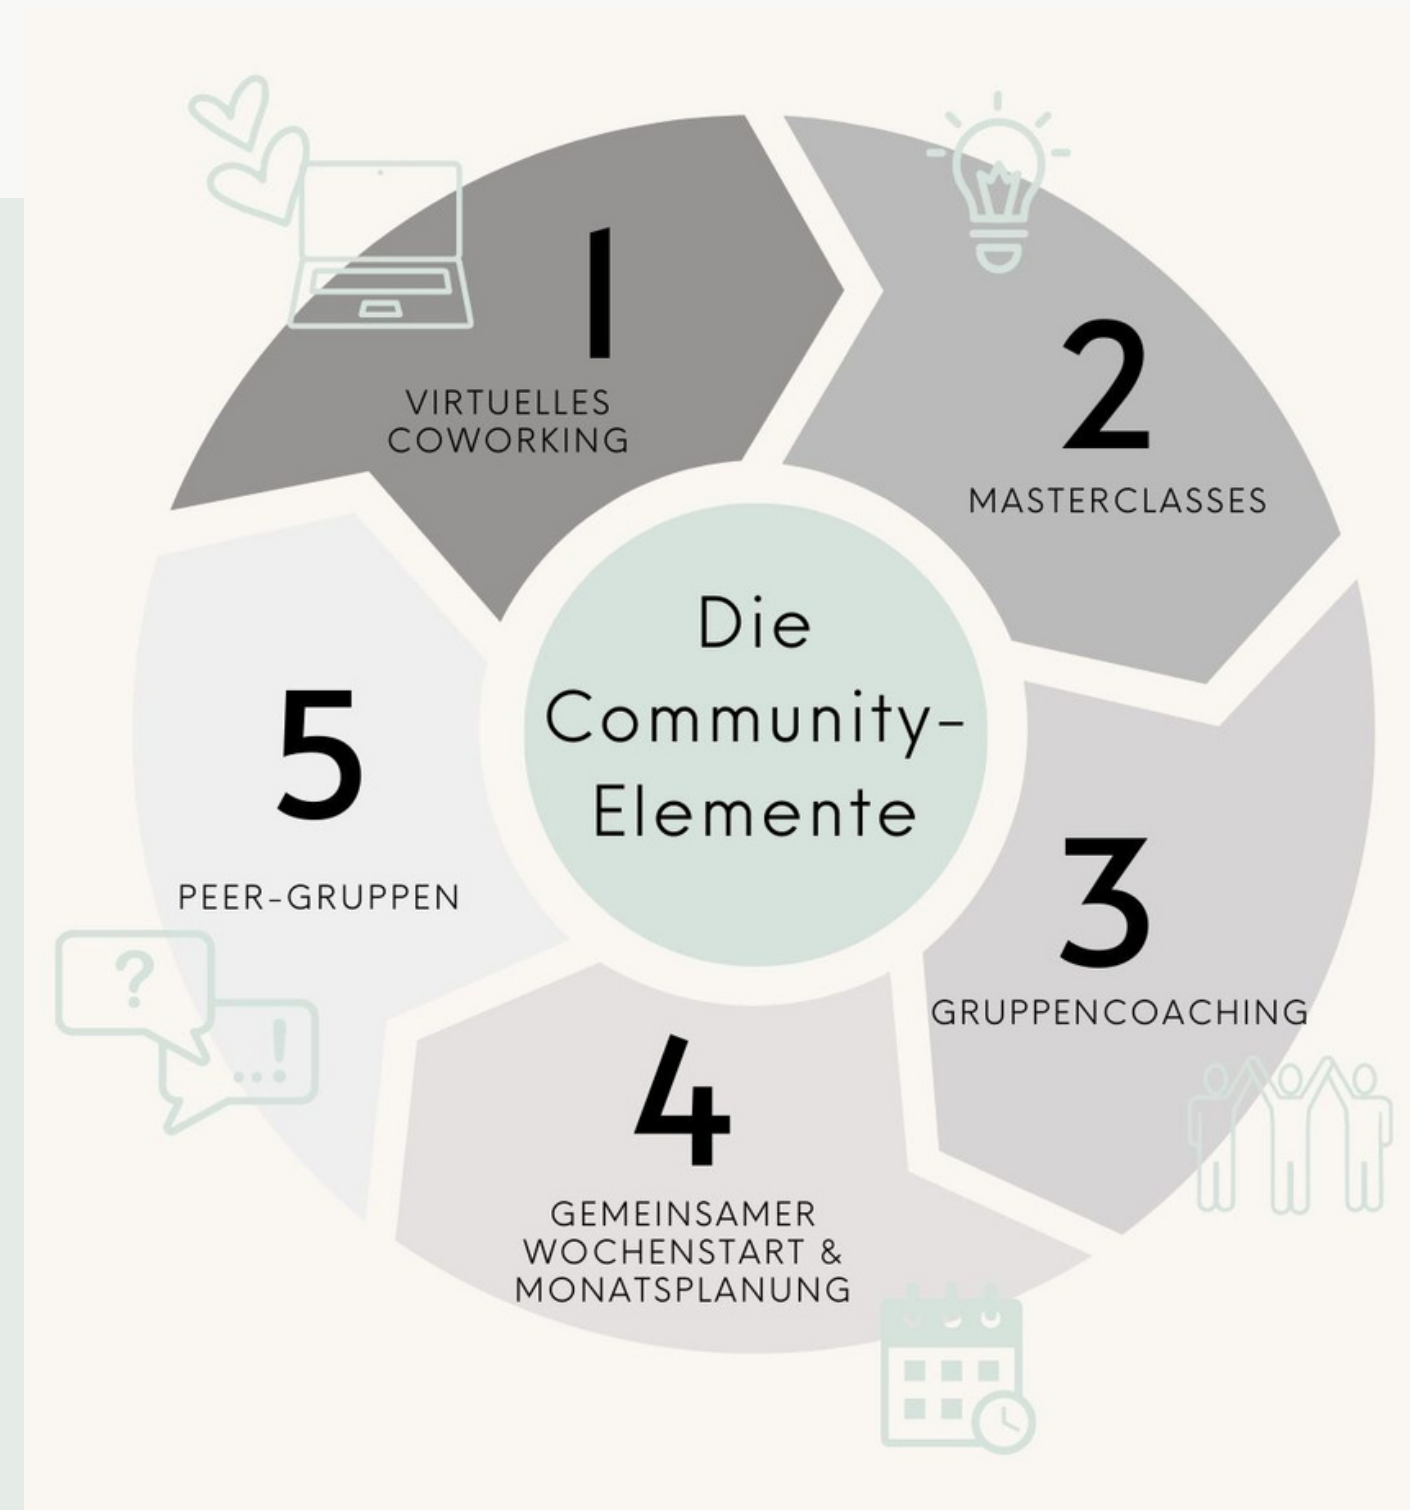 Die
Community-
Elemente
1
VIRTUELLES
COWORKING
2
MASTERCLASSES
3
GRUPPENCOACHING
4
GEMEINSAMER
WOCHENSTART &
MONATSPLANUNG
5
PEER-GRUPPEN
?
...!